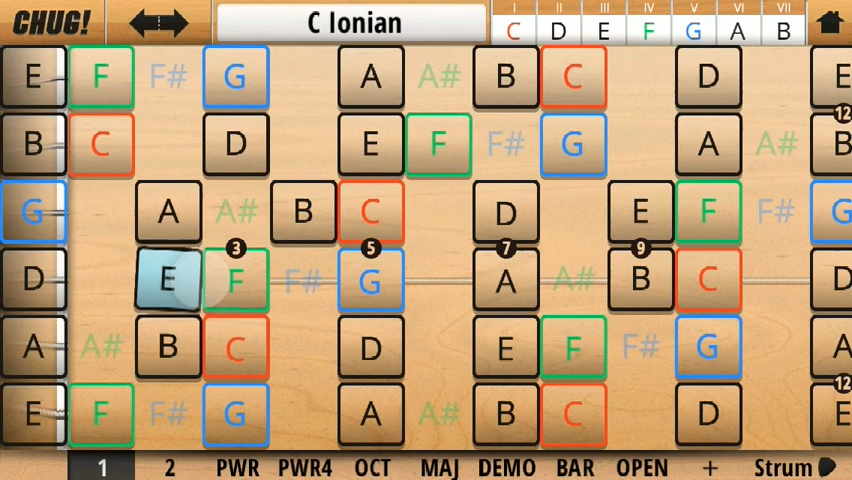 CHUG! C Ionian
I II III IV V VI VII
C D E F G A B
E F F# G A A# B C D E
12
B C D E F F# G A A# B
G A A# B C D E F F# G
3 5 7 9
D E F F# G A A# B C D
A A# B C D E F F# G A
12
E F F# G A A# B C D E
1 2 PWR PWR4 OCT MAJ DEMO BAR OPEN + Strum